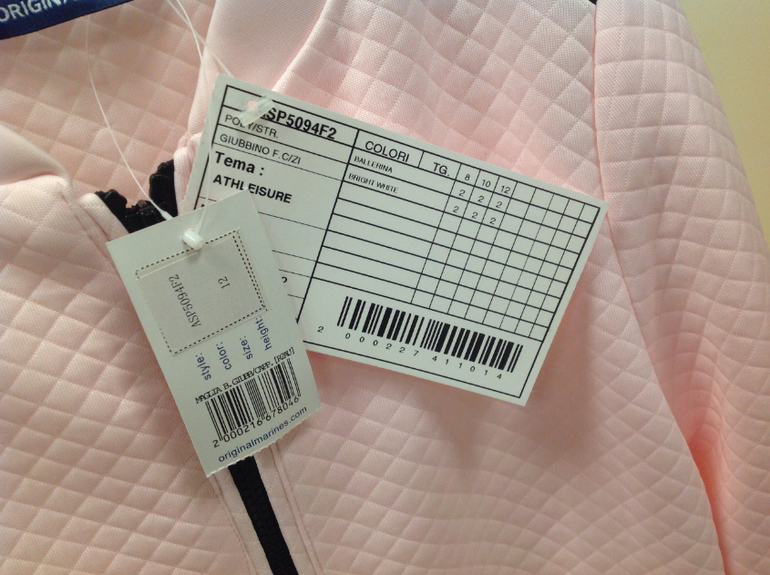 ORIGINA
ASP5094F2
POLY/STR.
GIUBBINO F.C/ZI
Tema :
ATHLEISURE
COLORI TG. 8 10 12
BALLERINA 2 2 2
BRIGHT WHITE 2 2 2
2 000227 411014
ASP5094F2
12
style:
color:
size:
height:
MAGLIA B.GIUBB/CAPP.
2 000216 678046
originalmarines.com